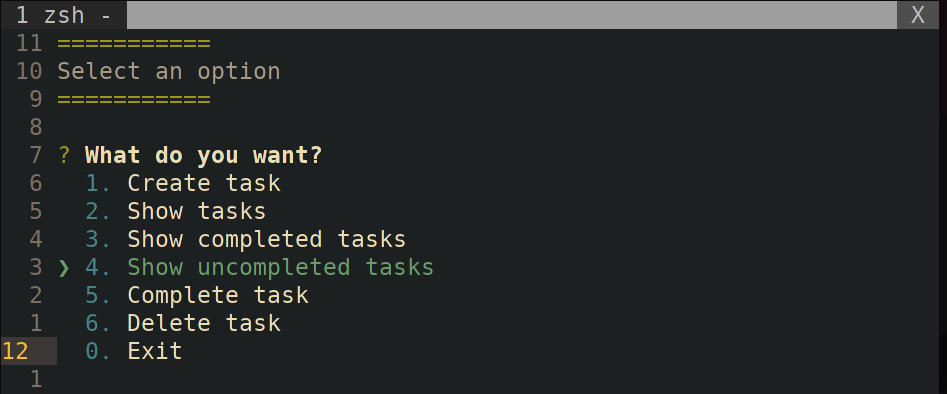 1 zsh - X
11 ===========
10 Select an option
9 ===========
8
7 ? What do you want?
6 1. Create task
5 2. Show tasks
4 3. Show completed tasks
3 ❯ 4. Show uncompleted tasks
2 5. Complete task
1 6. Delete task
12 0. Exit
1